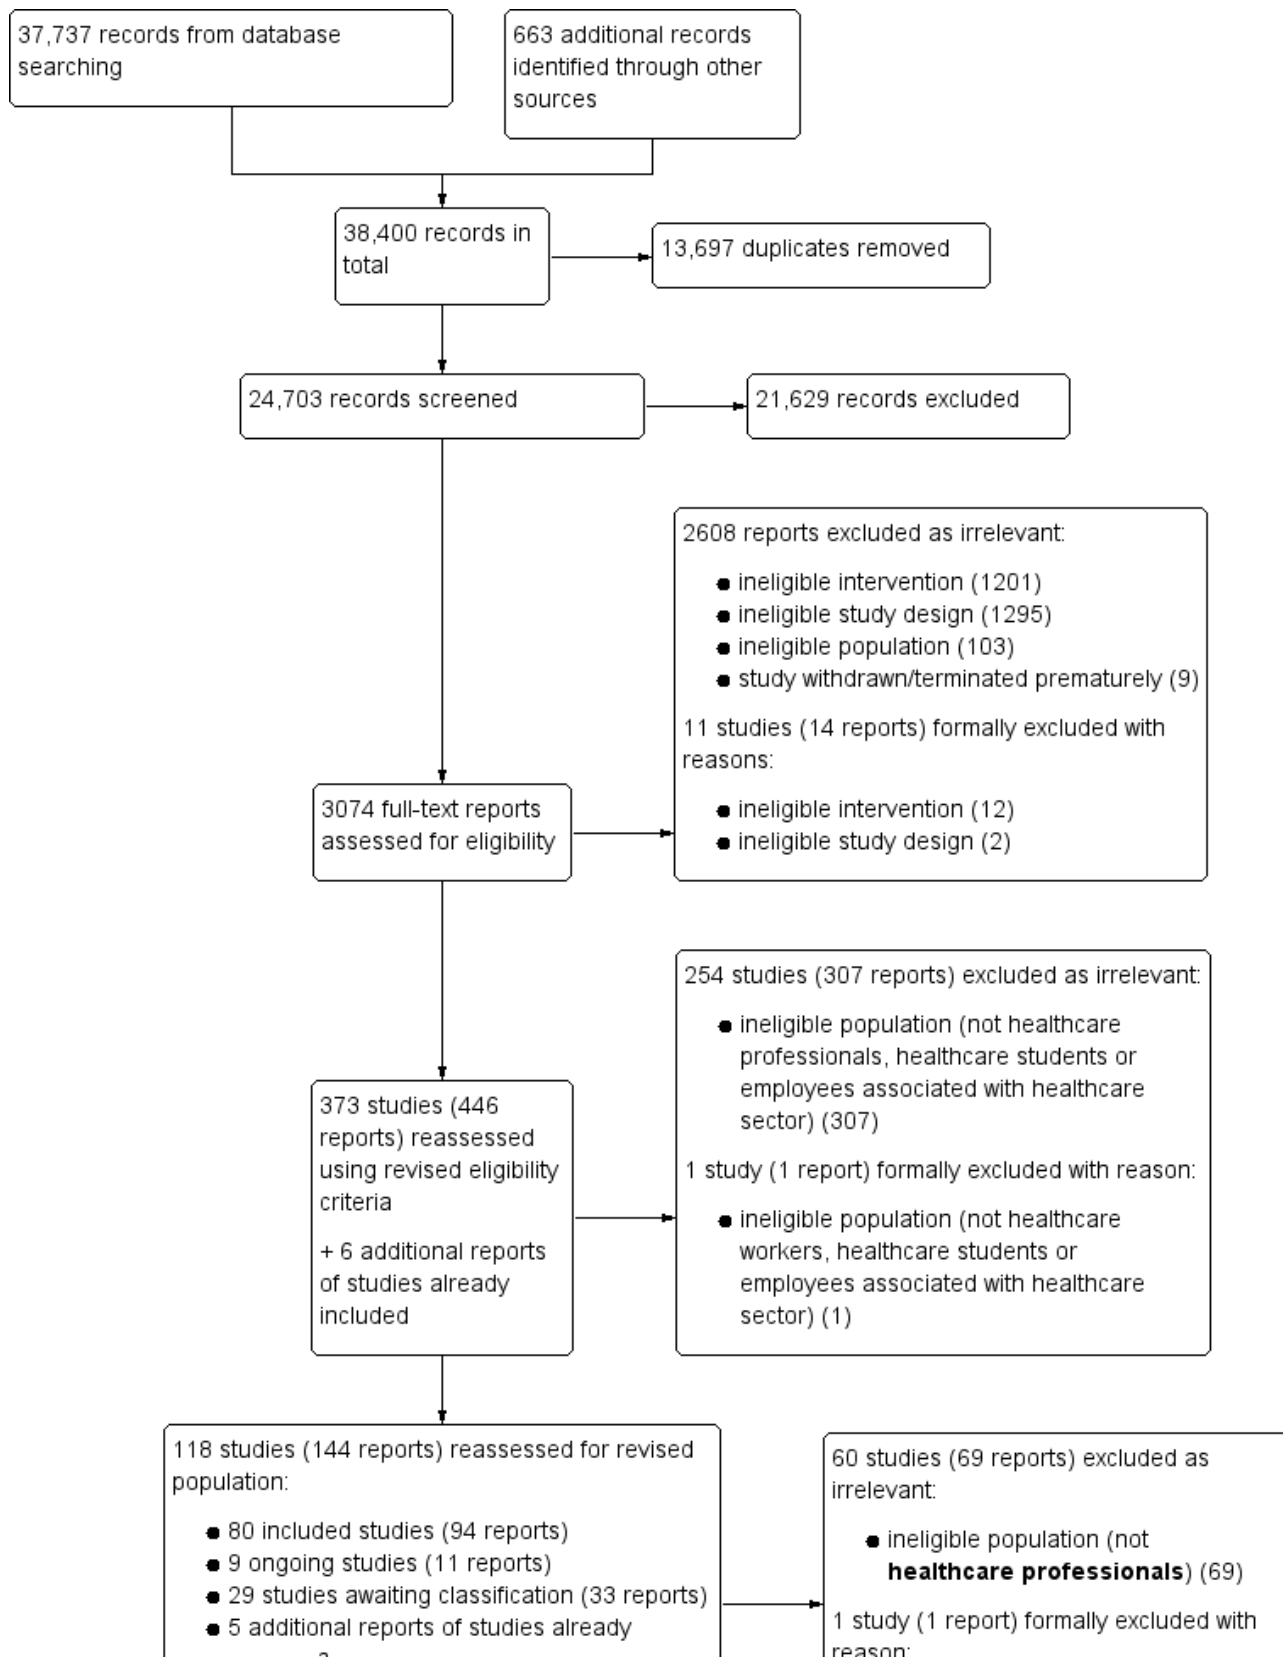 37,737 records from database
searching
663 additional records
identified through other
sources
38,400 records in
total
13,697 duplicates removed
24,703 records screened
21,629 records excluded
2608 reports excluded as irrelevant:
● ineligible intervention (1201)
● ineligible study design (1295)
● ineligible population (103)
● study withdrawn/terminated prematurely (9)
11 studies (14 reports) formally excluded with
reasons:
● ineligible intervention (12)
● ineligible study design (2)
3074 full-text reports
assessed for eligibility
254 studies (307 reports) excluded as irrelevant:
● ineligible population (not healthcare
professionals, healthcare students or
employees associated with healthcare
sector) (307)
1 study (1 report) formally excluded with reason:
● ineligible population (not healthcare
workers, healthcare students or
employees associated with healthcare
sector) (1)
373 studies (446
reports) reassessed
using revised eligibility
criteria
+ 6 additional reports
of studies already
included
118 studies (144 reports) reassessed for revised
population:
● 80 included studies (94 reports)
● 9 ongoing studies (11 reports)
● 29 studies awaiting classification (33 reports)
● 5 additional reports of studies already
60 studies (69 reports) excluded as
irrelevant:
● ineligible population (not
healthcare professionals) (69)
1 study (1 report) formally excluded with
reason: